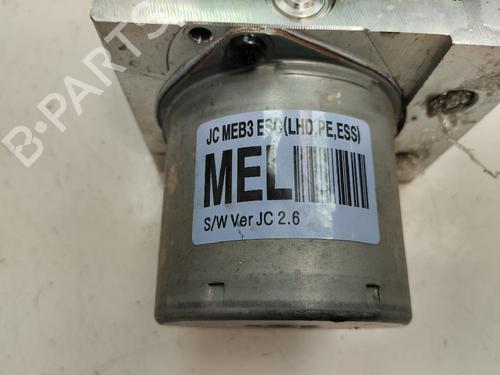 JC MEB3 ESC(LHD,PE,ESS)
MEL
S/W Ver JC 2.6
B-PARTS